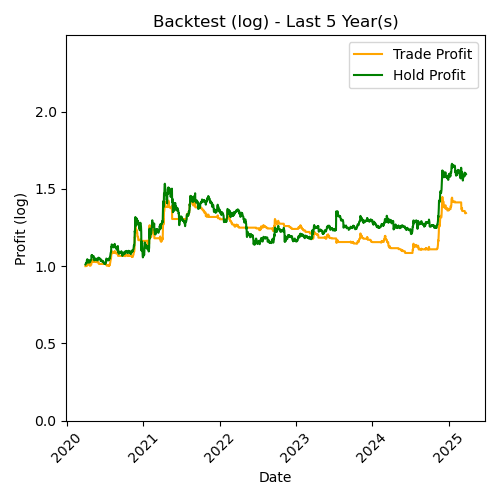 Backtest (log) - Last 5 Year(s)
Trade Profit
Hold Profit
Profit (log)
2.0
1.5
1.0
0.5
0.0
2020
2021
2022
2023
2024
2025
Date